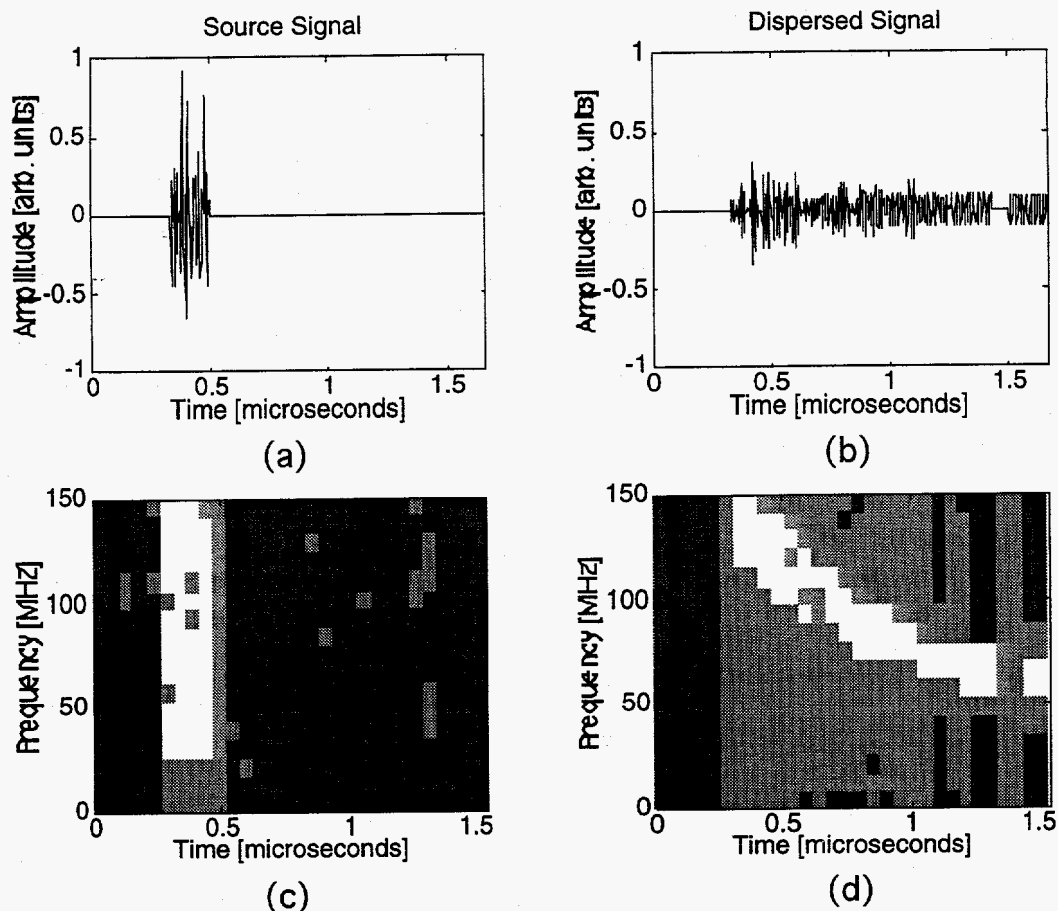 Source Signal
Dispersed Signal
1
0.5
0
-0.5
-1
Amplitude [arb. units]
0
0.5
1
1.5
Time [microseconds]
(a)
1
0.5
0
-0.5
-1
Amplitude [arb. units]
0
0.5
1
1.5
Time [microseconds]
(b)
150
100
50
0
Frequency [MHz]
0
0.5
1
1.5
Time [microseconds]
(c)
150
100
50
0
Frequency [MHz]
0
0.5
1
1.5
Time [microseconds]
(d)